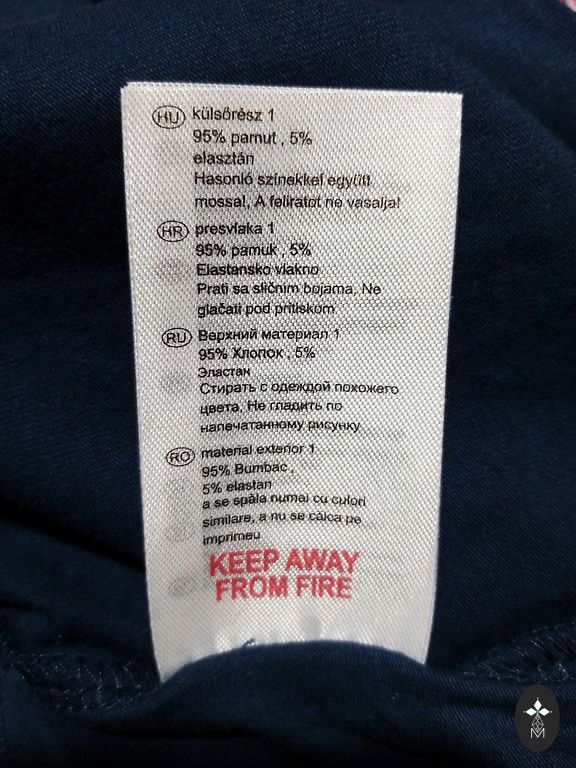 HU külsőrész 1
95% pamut , 5%
elasztán
Hasonló színekkel együtt
mossa!, A feliratot ne vasalja!
HR presvlaka 1
95% pamuk , 5%
Elastansko vlakno
Prati sa sličnim bojama, Ne
glačati pod pritiskom
RU Верхний материал 1
95% Хлопок , 5%
Эластан
Стирать с одеждой похожего
цвета, Не гладить по
напечатанному рисунку
RO material exterior 1
95% Bumbac ,
5% elastan
a se spăla numai cu culori
similare, a nu se călca pe
imprimeu
KEEP AWAY
FROM FIRE
M